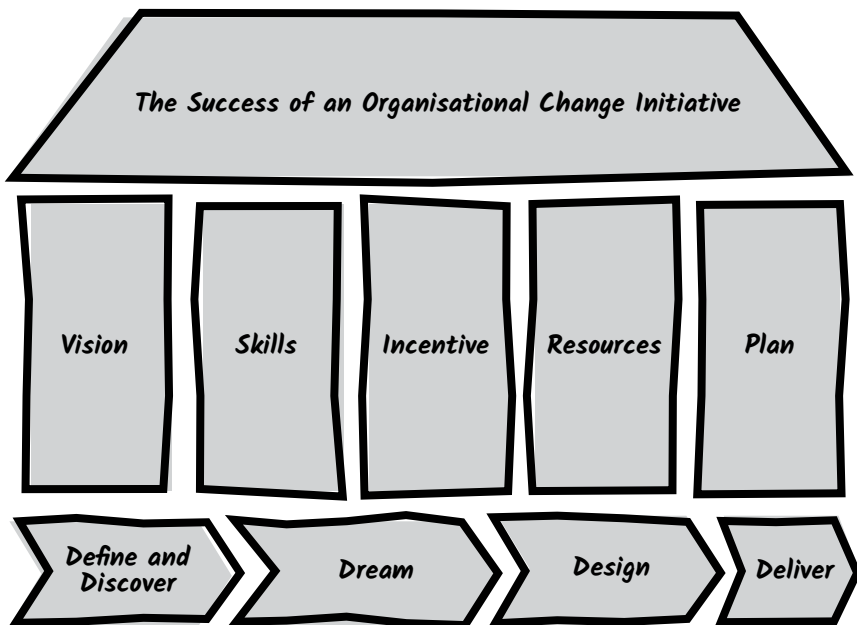 The Success of an Organisational Change Initiative
Vision
Skills
Incentive
Resources
Plan
Define and
Discover
Dream
Design
Deliver